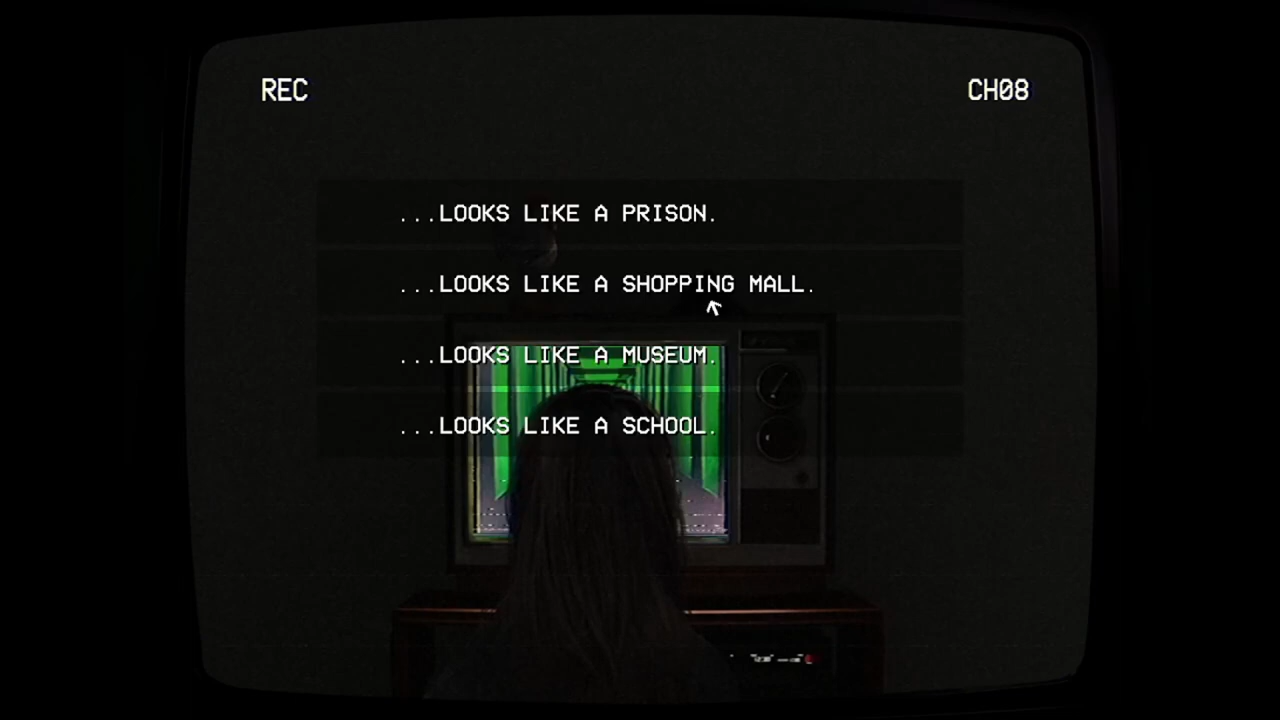 REC
CH08
...LOOKS LIKE A PRISON.
...LOOKS LIKE A SHOPPING MALL.
...LOOKS LIKE A MUSEUM.
...LOOKS LIKE A SCHOOL.